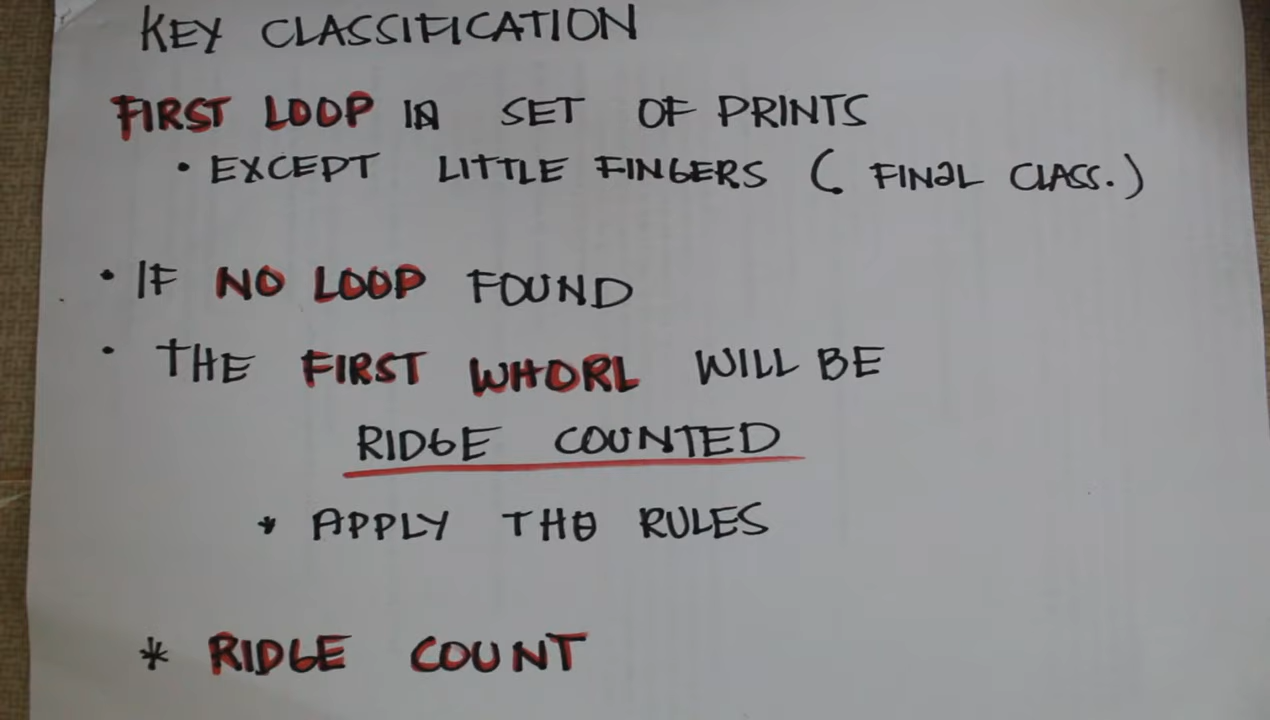 KEY CLASSIFICATION
FIRST LOOP IN SET OF PRINTS
• EXCEPT LITTLE FINGERS ( FINAL CLASS.)
• IF NO LOOP FOUND
• THE FIRST WHORL WILL BE
RIDGE COUNTED
* APPLY THE RULES
* RIDGE COUNT